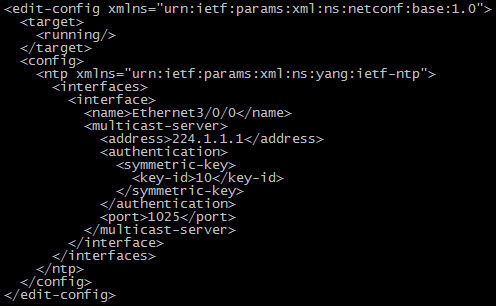 <edit-config xmlns="urn:ietf:params:xml:ns:netconf:base:1.0">
  <target>
    <running/>
  </target>
  <config>
    <ntp xmlns="urn:ietf:params:xml:ns:yang:ietf-ntp">
      <interfaces>
        <interface>
          <name>Ethernet3/0/0</name>
          <multicast-server>
            <address>224.1.1.1</address>
            <authentication>
              <symmetric-key>
                <key-id>10</key-id>
              </symmetric-key>
            </authentication>
            <port>1025</port>
          </multicast-server>
        </interface>
      </interfaces>
    </ntp>
  </config>
</edit-config>